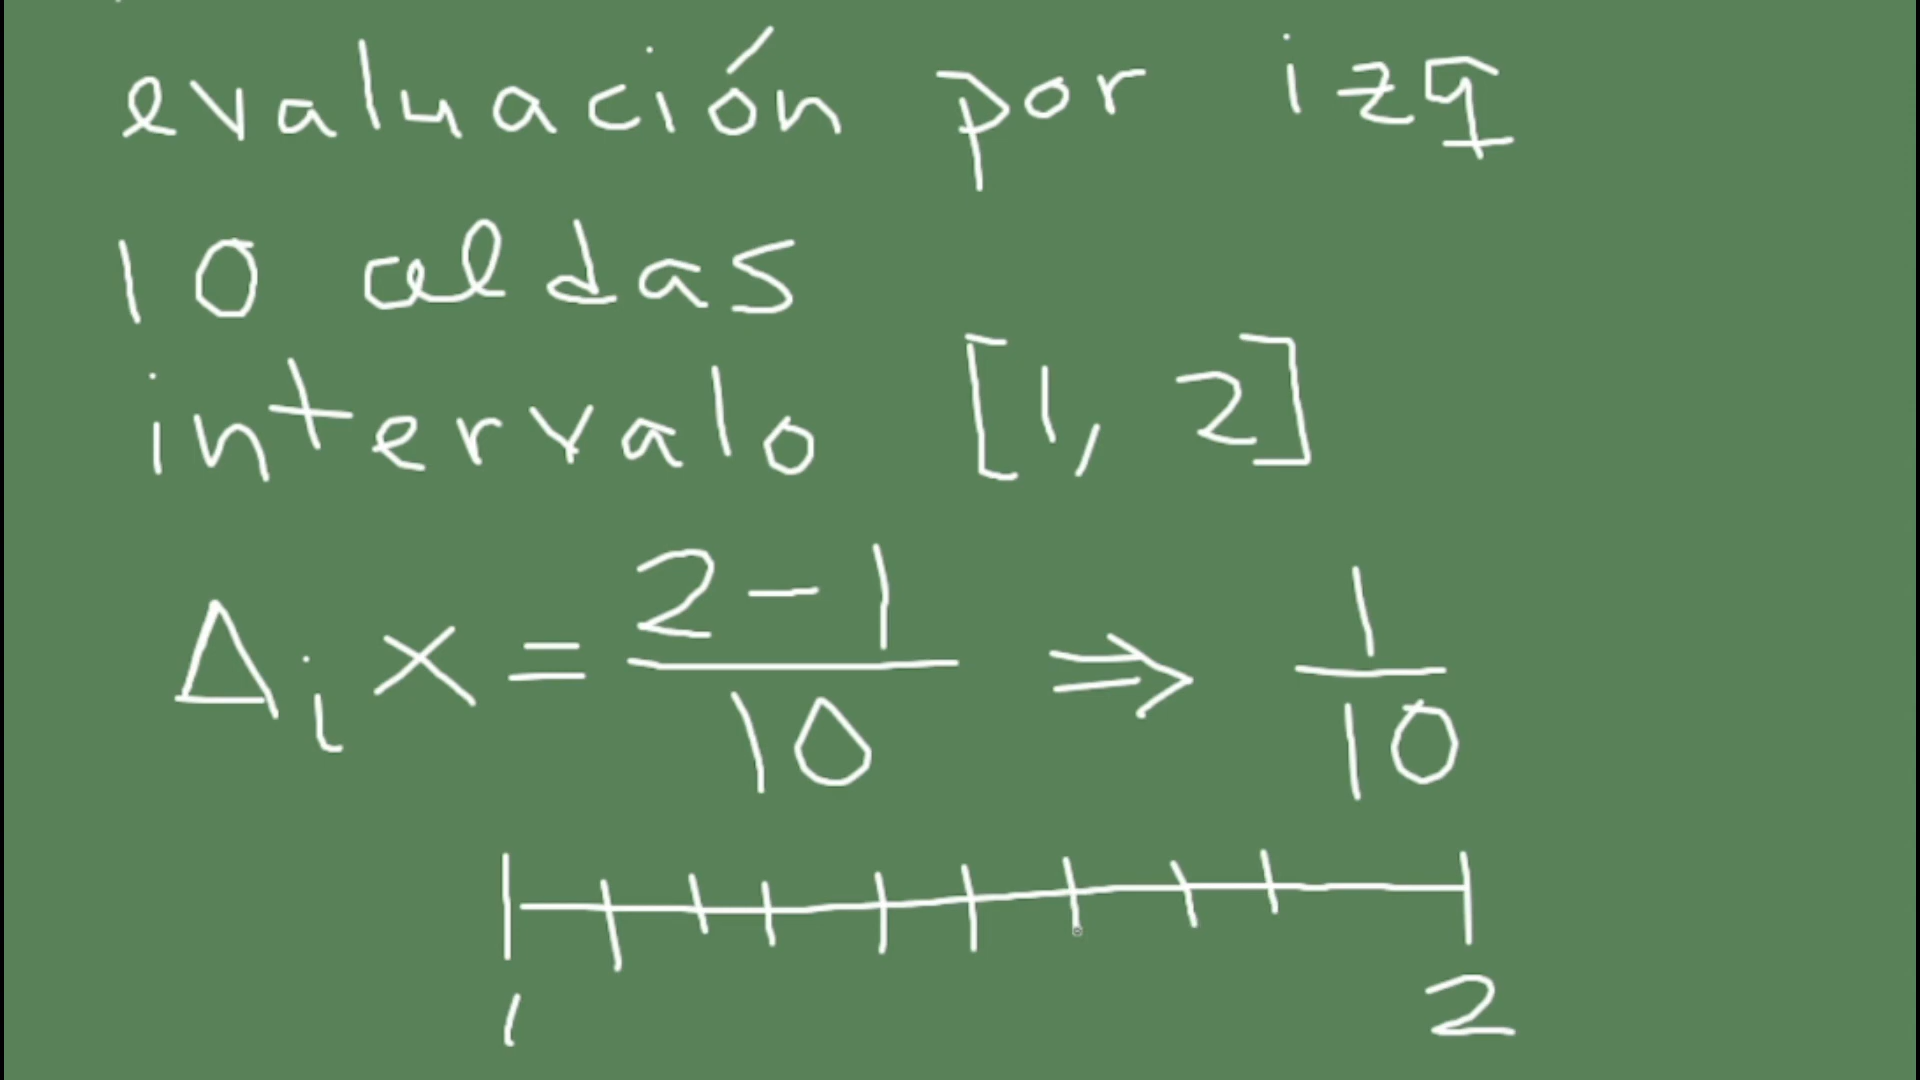 evaluación por izq
10 celdas
intervalo [1, 2]
Δᵢx = 2-1/10 ⇒ 1/10
1 2